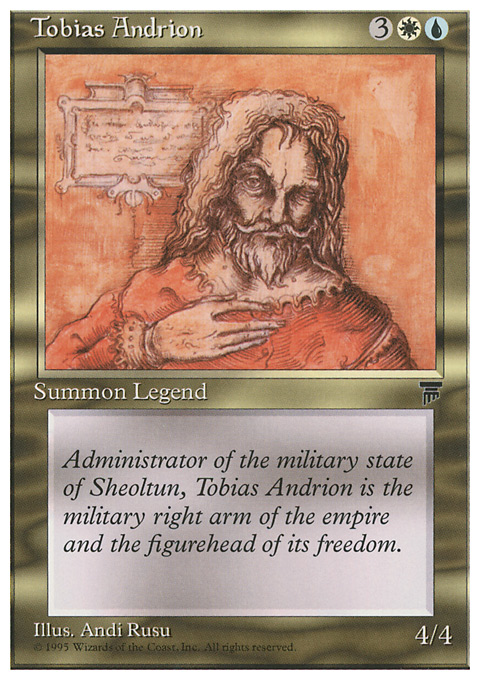 Tobias Andrion
3
Summon Legend
Administrator of the military state
of Sheoltun, Tobias Andrion is the
military right arm of the empire
and the figurehead of its freedom.
Illus. Andi Rusu
4/4
© 1995 Wizards of the Coast, Inc. All rights reserved.